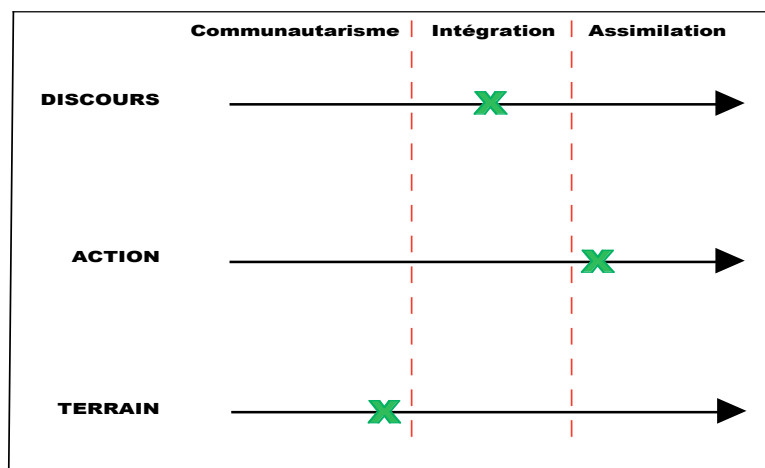 Communautarisme Intégration Assimilation
DISCOURS
ACTION
TERRAIN